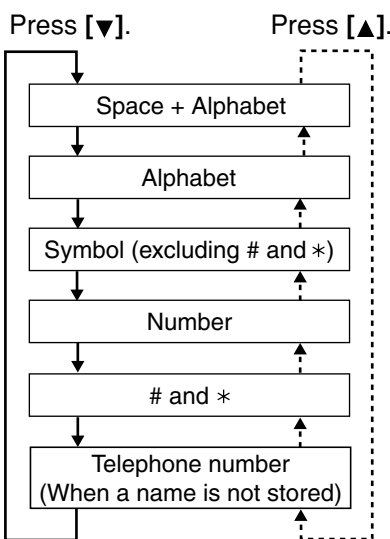 Press [▼]. Press [▲].
Space + Alphabet
Alphabet
Symbol (excluding # and ＊)
Number
# and ＊
Telephone number
(When a name is not stored)